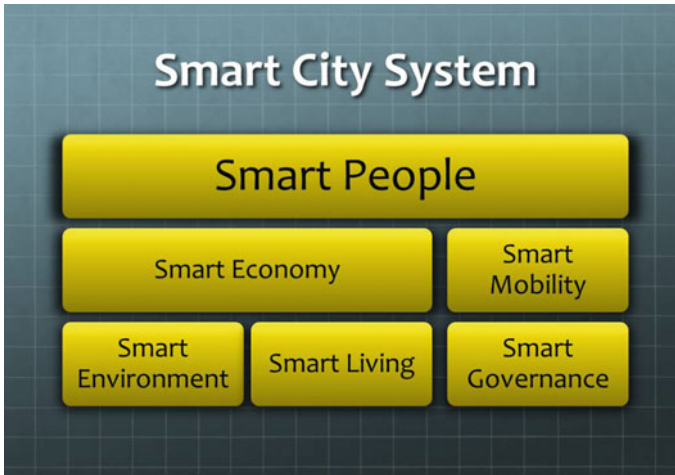 Smart City System
Smart People
Smart Economy
Smart
Mobility
Smart
Environment
Smart Living
Smart
Governance